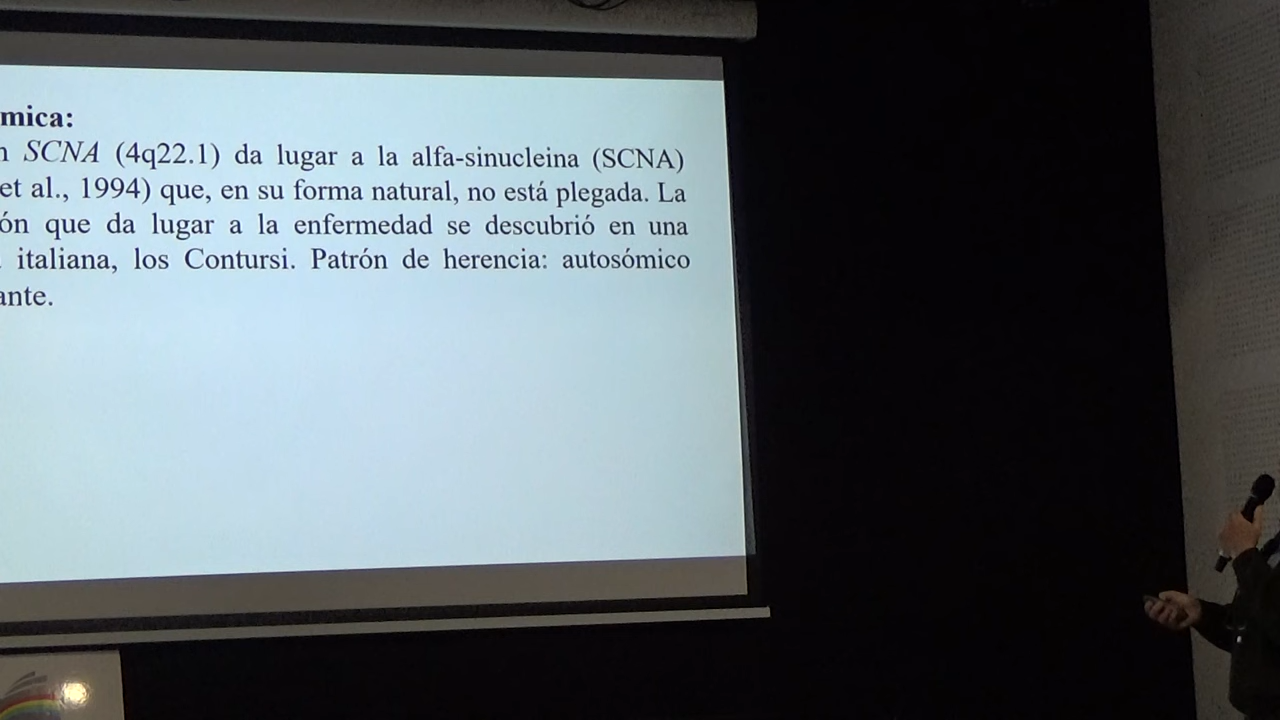 mica:
n SCNA (4q22.1) da lugar a la alfa-sinucleina (SCNA)
et al., 1994) que, en su forma natural, no está plegada. La
ón que da lugar a la enfermedad se descubrió en una
italiana, los Contursi. Patrón de herencia: autosómico
ante.